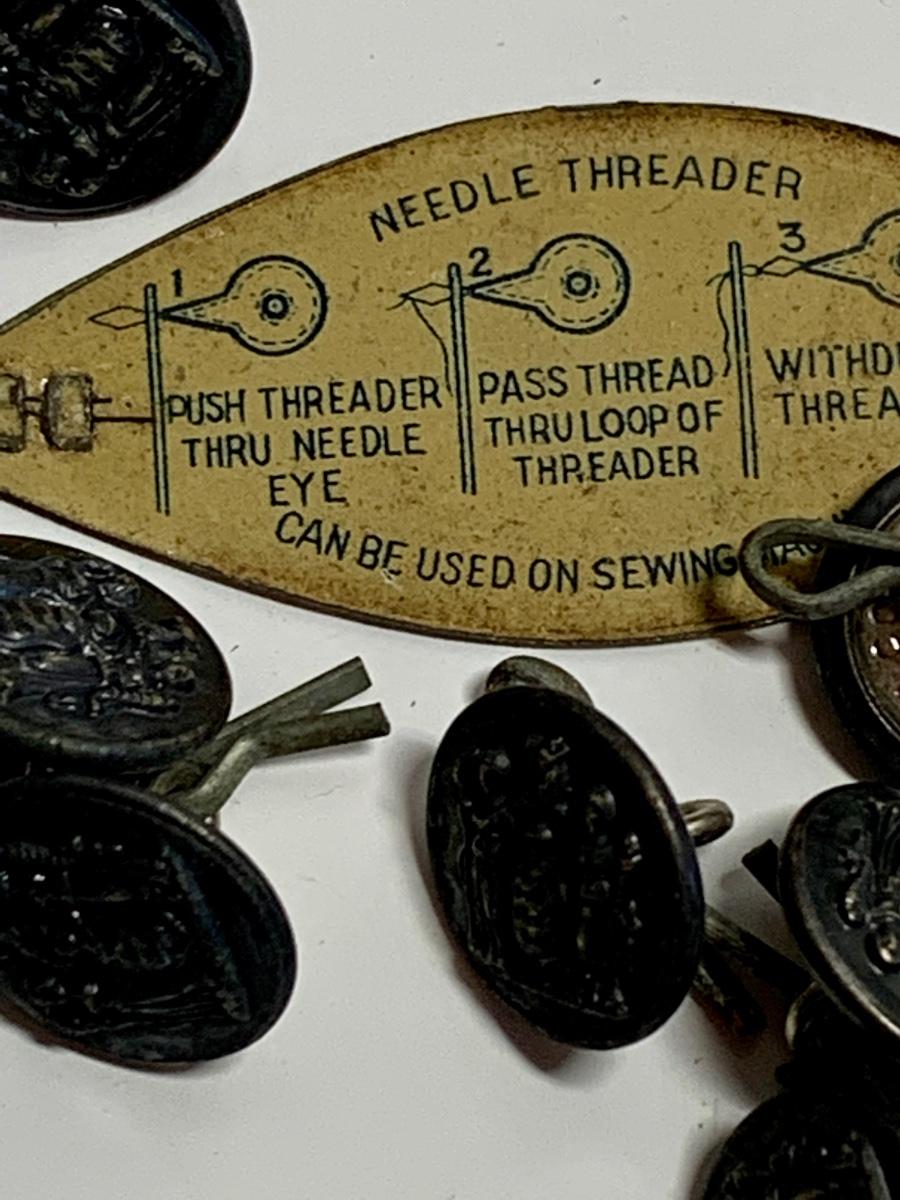 NEEDLE THREADER
1
PUSH THREADER
THRU NEEDLE
EYE
2
PASS THREAD
THRU LOOP OF
THREADER
3
CAN BE USED ON SEWING